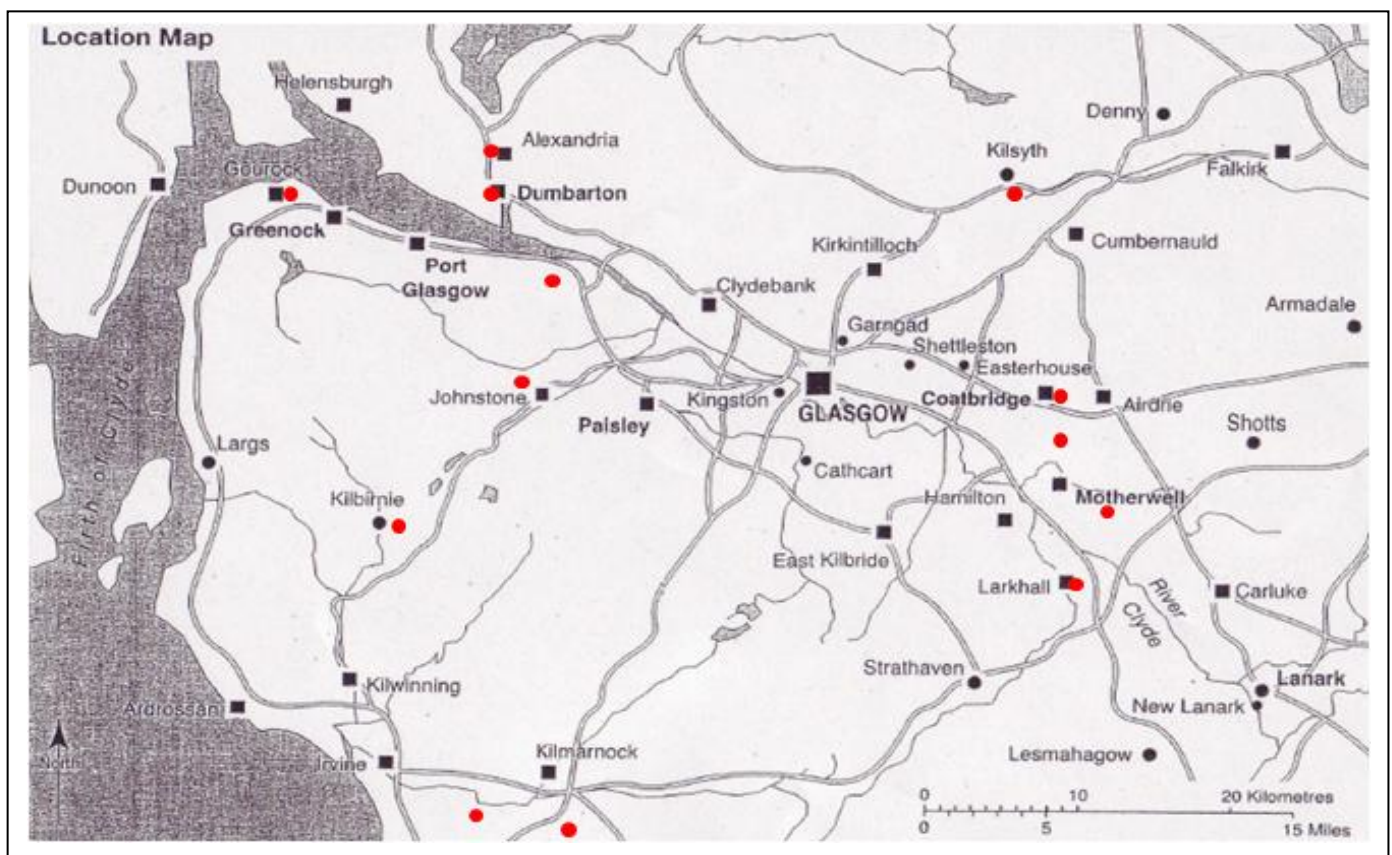 Location Map
Helensburgh
Alexandria
Denny
Kilsyth
Falkirk
Gourock
Dunoon
Dumbarton
Greenock
Cumbernauld
Kirkintilloch
Port
Glasgow
Clydebank
Armadale
Garngad
Shettleston
Easterhouse
Johnstone
Kingston
Coatbridge
Airdrie
GLASGOW
Paisley
Shotts
Largs
Cathcart
Firth of Clyde
Kilbirnie
Hamilton
Motherwell
East Kilbride
Larkhall
River
Clyde
Carluke
Strathaven
Lanark
Kilwinning
New Lanark
Ardrossan
Kilmarnock
Lesmahagow
North
Irvine
0 10 20 Kilometres
0 5 15 Miles